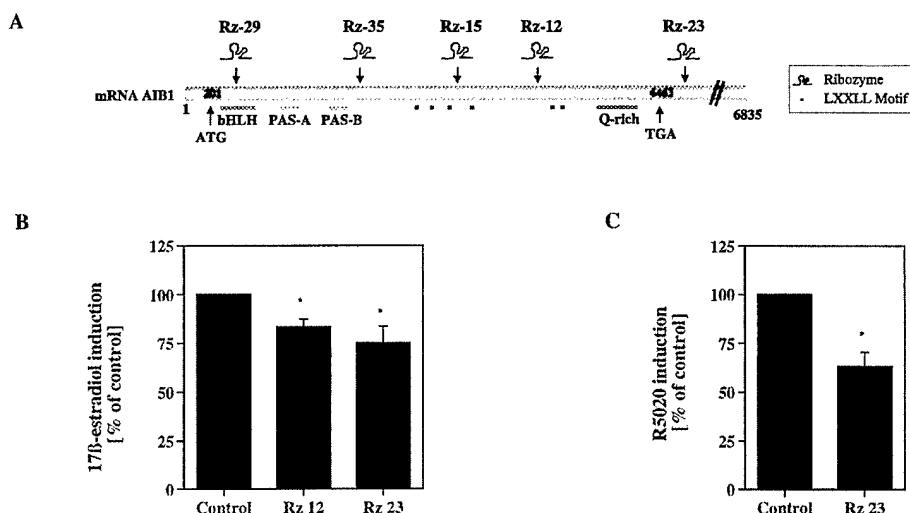 A
Rz-29 Rz-35 Rz-15 Rz-12 Rz-23
mRNA AIB1
201
1
bHLH PAS-A PAS-B Q-rich
6835
ATG TGA
Ribozyme
LXXLL Motif
B
17ß-estradiol induction
[% of control]
125
100
75
50
25
0
Control Rz 12 Rz 23
* *
C
R5020 induction
[% of control]
125
100
75
50
25
0
Control Rz 23
*